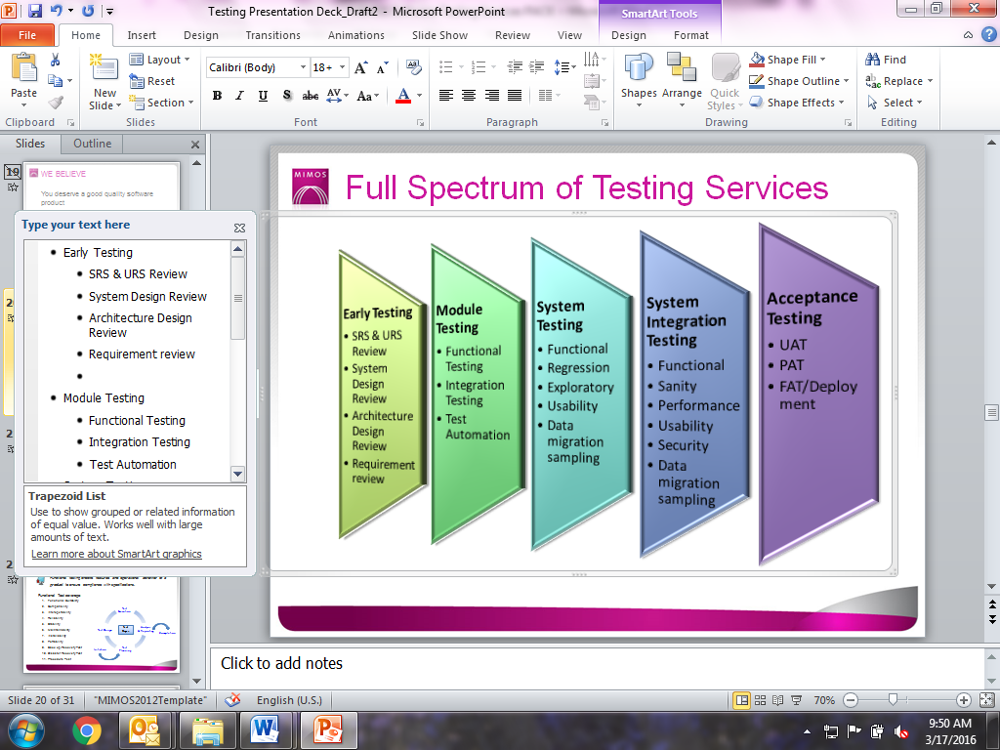 Testing Presentation Deck_Draft2 - Microsoft PowerPoint
SmartArt Tools
File Home Insert Design Transitions Animations Slide Show Review View Design Format
Paste
Clipboard
New Slide
Layout
Reset
Section
Slides
Calibri (Body) 18+
B I U S abc AV Aa A
Font
Paragraph
Shapes
Arrange
Quick Styles
Shape Fill
Shape Outline
Shape Effects
Drawing
Find
Replace
Select
Editing
Slides Outline
19
WE BELIEVE
You deserve a good quality software
product
Type your text here
Early Testing
SRS & URS Review
System Design Review
Architecture Design
Review
Requirement review
Module Testing
Functional Testing
Integration Testing
Test Automation
Trapezoid List
Use to show grouped or related information
of equal value. Works well with large
amounts of text.
Learn more about SmartArt graphics
MIMOS
Full Spectrum of Testing Services
Early Testing
• SRS & URS
Review
• System
Design
Review
• Architecture
Design
Review
• Requirement
review
Module
Testing
• Functional
Testing
• Integration
Testing
• Test
Automation
System
Testing
• Functional
• Regression
• Exploratory
• Usability
• Data
migration
sampling
System
Integration
Testing
• Functional
• Sanity
• Performance
• Usability
• Security
• Data
migration
sampling
Acceptance
Testing
• UAT
• PAT
• FAT/Deploy
ment
Click to add notes
Slide 20 of 31 "MIMOS2012Template" English (U.S.) 70%
9:50 AM
3/17/2016